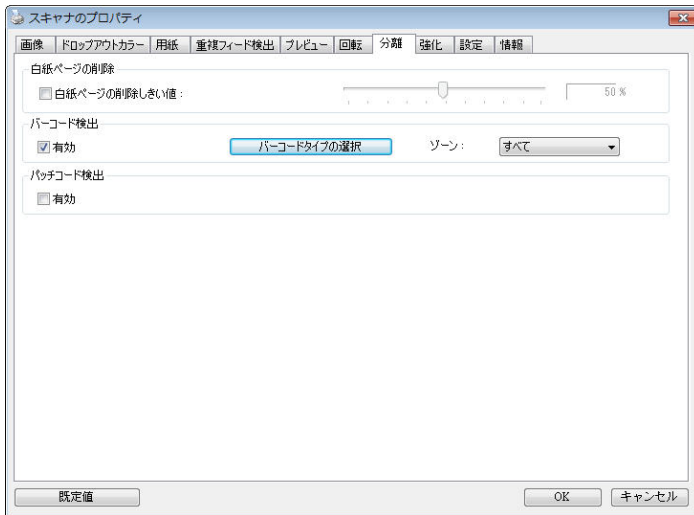 スキャナのプロパティ
画像 ドロップアウトカラー 用紙 重複フィード検出 プレビュー 回転 分離 強化 設定 情報
白紙ページの削除
白紙ページの削除しきい値: 50 %
バーコード検出
有効 バーコードタイプの選択 ゾーン: すべて
パッチコード検出
有効
既定値 OK キャンセル